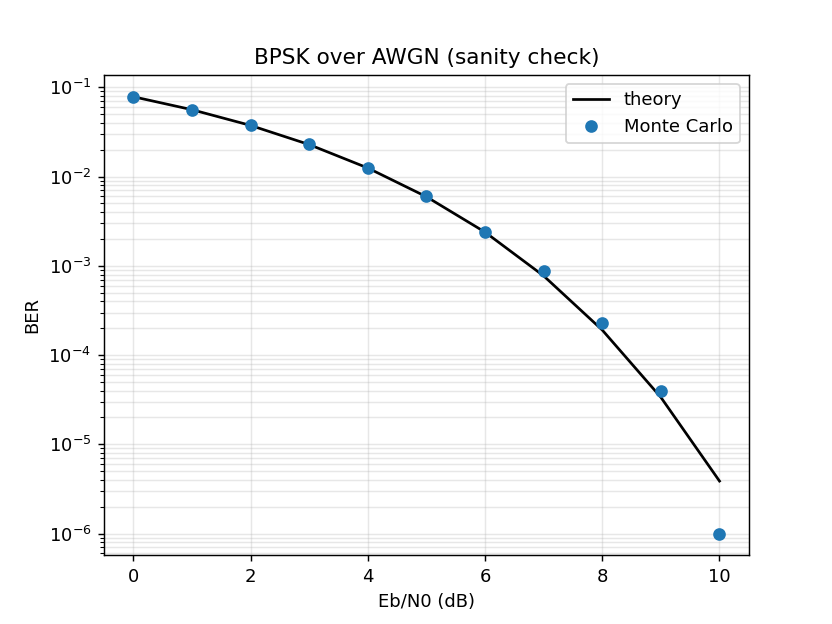 BPSK over AWGN (sanity check)
theory
Monte Carlo
10⁻¹
10⁻²
10⁻³
10⁻⁴
10⁻⁵
10⁻⁶
BER
0 2 4 6 8 10
Eb/N0 (dB)